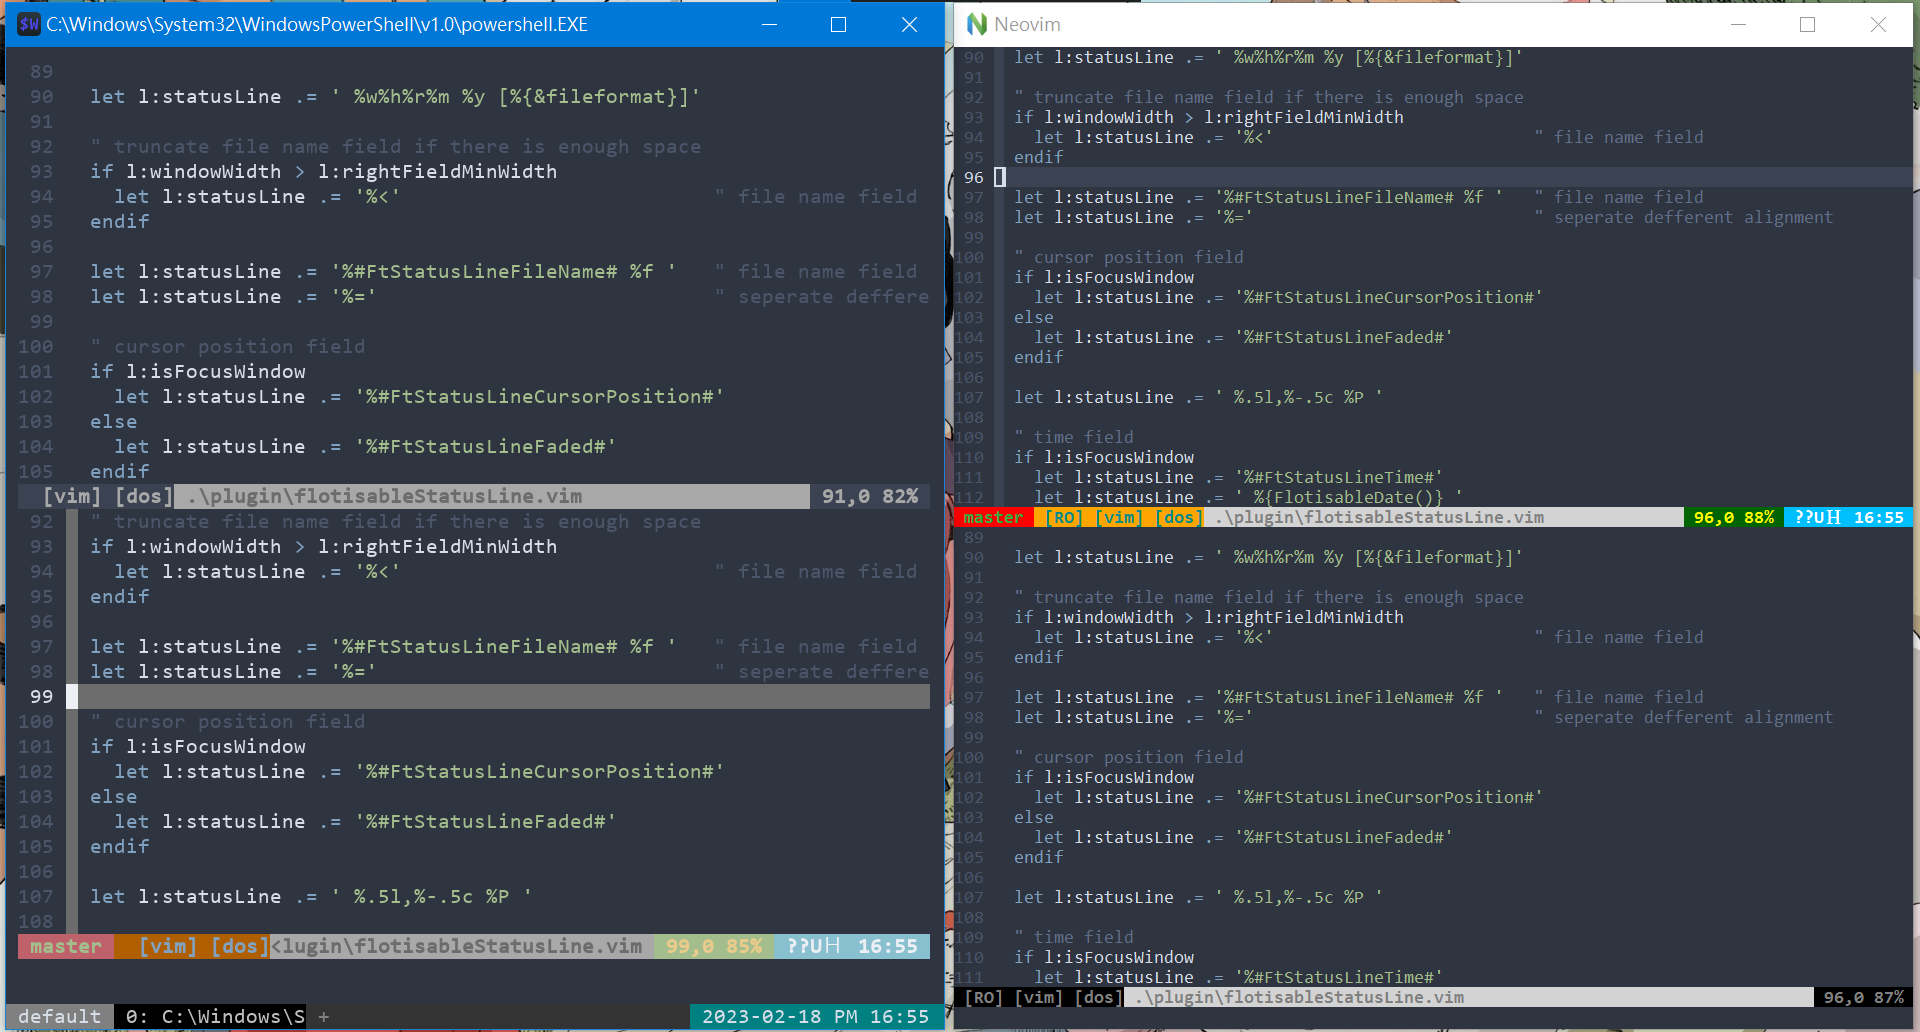 C:\Windows\System32\WindowsPowerShell\v1.0\powershell.EXE
89
90 let l:statusLine .= ' %w%h%r%m %y [%{&fileformat}]'
91
92 " truncate file name field if there is enough space
93 if l:windowWidth > l:rightFieldMinWidth
94 let l:statusLine .= '%<' " file name field
95 endif
96
97 let l:statusLine .= '%#FtStatusLineFileName# %f ' " file name field
98 let l:statusLine .= '%=' " seperate deffere
99
100 " cursor position field
101 if l:isFocusWindow
102 let l:statusLine .= '%#FtStatusLineCursorPosition#'
103 else
104 let l:statusLine .= '%#FtStatusLineFaded#'
105 endif
[vim] [dos] .\plugin\flotisableStatusLine.vim 91,0 82%
92 " truncate file name field if there is enough space
93 if l:windowWidth > l:rightFieldMinWidth
94 let l:statusLine .= '%<' " file name field
95 endif
96
97 let l:statusLine .= '%#FtStatusLineFileName# %f ' " file name field
98 let l:statusLine .= '%=' " seperate deffere
99
100 " cursor position field
101 if l:isFocusWindow
102 let l:statusLine .= '%#FtStatusLineCursorPosition#'
103 else
104 let l:statusLine .= '%#FtStatusLineFaded#'
105 endif
106
107 let l:statusLine .= ' %.5l,%-.5c %P '
108
master [vim] [dos]<lugin\flotisableStatusLine.vim 99,0 85% ??UH 16:55
default 0: C:\Windows\S + 2023-02-18 PM 16:55
Neovim
90 let l:statusLine .= ' %w%h%r%m %y [%{&fileformat}]'
91
92 " truncate file name field if there is enough space
93 if l:windowWidth > l:rightFieldMinWidth
94 let l:statusLine .= '%<' " file name field
95 endif
96
97 let l:statusLine .= '%#FtStatusLineFileName# %f ' " file name field
98 let l:statusLine .= '%=' " seperate defferent alignment
99
100 " cursor position field
101 if l:isFocusWindow
102 let l:statusLine .= '%#FtStatusLineCursorPosition#'
103 else
104 let l:statusLine .= '%#FtStatusLineFaded#'
105 endif
106
107 let l:statusLine .= ' %.5l,%-.5c %P '
108
109 " time field
110 if l:isFocusWindow
111 let l:statusLine .= '%#FtStatusLineTime#'
112 let l:statusLine .= ' %{FlotisableDate()} '
master [RO] [vim] [dos] .\plugin\flotisableStatusLine.vim 96,0 88% ??UH 16:55
89
90 let l:statusLine .= ' %w%h%r%m %y [%{&fileformat}]'
91
92 " truncate file name field if there is enough space
93 if l:windowWidth > l:rightFieldMinWidth
94 let l:statusLine .= '%<' " file name field
95 endif
96
97 let l:statusLine .= '%#FtStatusLineFileName# %f ' " file name field
98 let l:statusLine .= '%=' " seperate defferent alignment
99
100 " cursor position field
101 if l:isFocusWindow
102 let l:statusLine .= '%#FtStatusLineCursorPosition#'
103 else
104 let l:statusLine .= '%#FtStatusLineFaded#'
105 endif
106
107 let l:statusLine .= ' %.5l,%-.5c %P '
108
109 " time field
110 if l:isFocusWindow
111 let l:statusLine .= '%#FtStatusLineTime#'
[RO] [vim] [dos] .\plugin\flotisableStatusLine.vim 96,0 87%